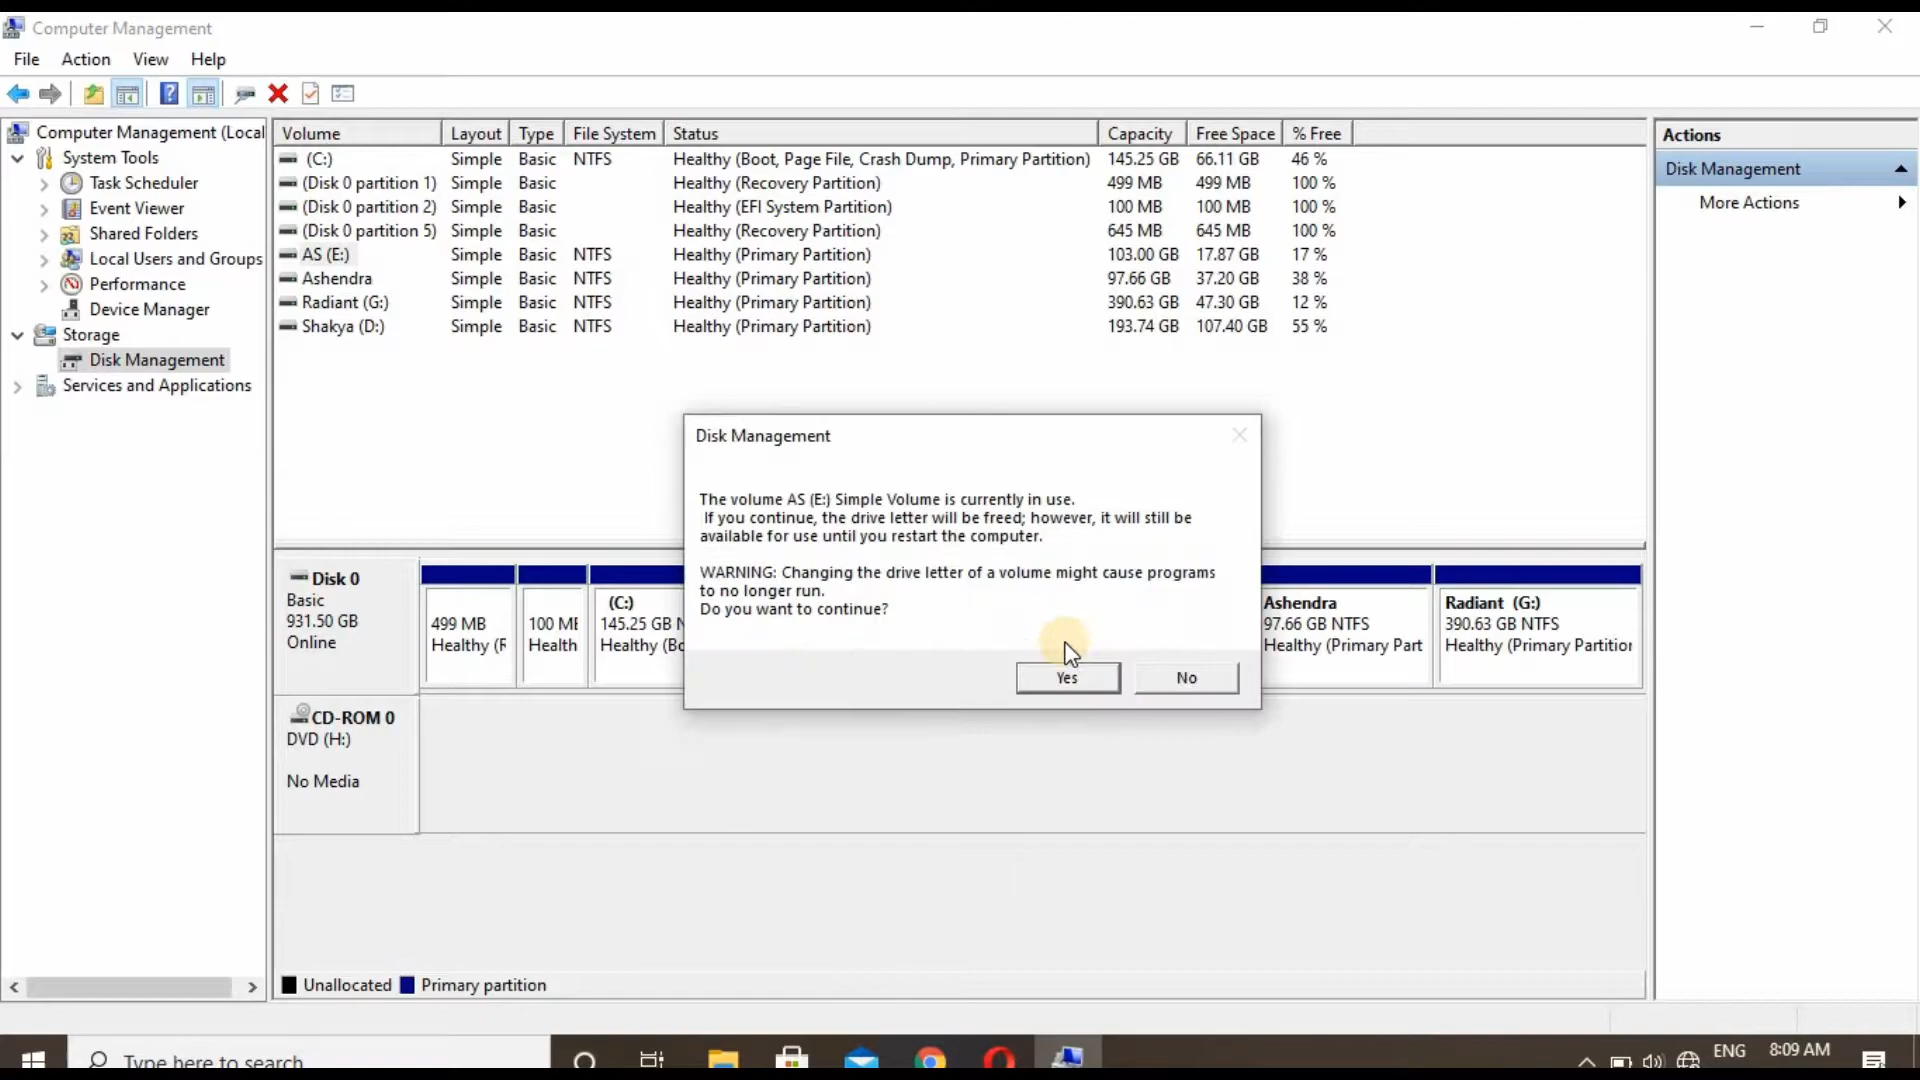 Computer Management
File Action View Help
Computer Management (Local
System Tools
Task Scheduler
Event Viewer
Shared Folders
Local Users and Groups
Performance
Device Manager
Storage
Disk Management
Services and Applications
Volume Layout Type File System Status Capacity Free Space % Free
(C:) Simple Basic NTFS Healthy (Boot, Page File, Crash Dump, Primary Partition) 145.25 GB 66.11 GB 46 %
(Disk 0 partition 1) Simple Basic Healthy (Recovery Partition) 499 MB 499 MB 100 %
(Disk 0 partition 2) Simple Basic Healthy (EFI System Partition) 100 MB 100 MB 100 %
(Disk 0 partition 5) Simple Basic Healthy (Recovery Partition) 645 MB 645 MB 100 %
AS (E:) Simple Basic NTFS Healthy (Primary Partition) 103.00 GB 17.87 GB 17 %
Ashendra Simple Basic NTFS Healthy (Primary Partition) 97.66 GB 37.20 GB 38 %
Radiant (G:) Simple Basic NTFS Healthy (Primary Partition) 390.63 GB 47.30 GB 12 %
Shakya (D:) Simple Basic NTFS Healthy (Primary Partition) 193.74 GB 107.40 GB 55 %
Actions
Disk Management
More Actions
Disk Management
The volume AS (E:) Simple Volume is currently in use.
If you continue, the drive letter will be freed; however, it will still be
available for use until you restart the computer.
WARNING: Changing the drive letter of a volume might cause programs
to no longer run.
Do you want to continue?
Yes No
Disk 0
Basic
931.50 GB
Online
499 MB
Healthy (R
100 ME
Health
(C:)
145.25 GB N
Healthy (Bo
Ashendra
97.66 GB NTFS
Healthy (Primary Part
Radiant (G:)
390.63 GB NTFS
Healthy (Primary Partition
CD-ROM 0
DVD (H:)
No Media
Unallocated Primary partition
Type here to search
ENG 8:09 AM